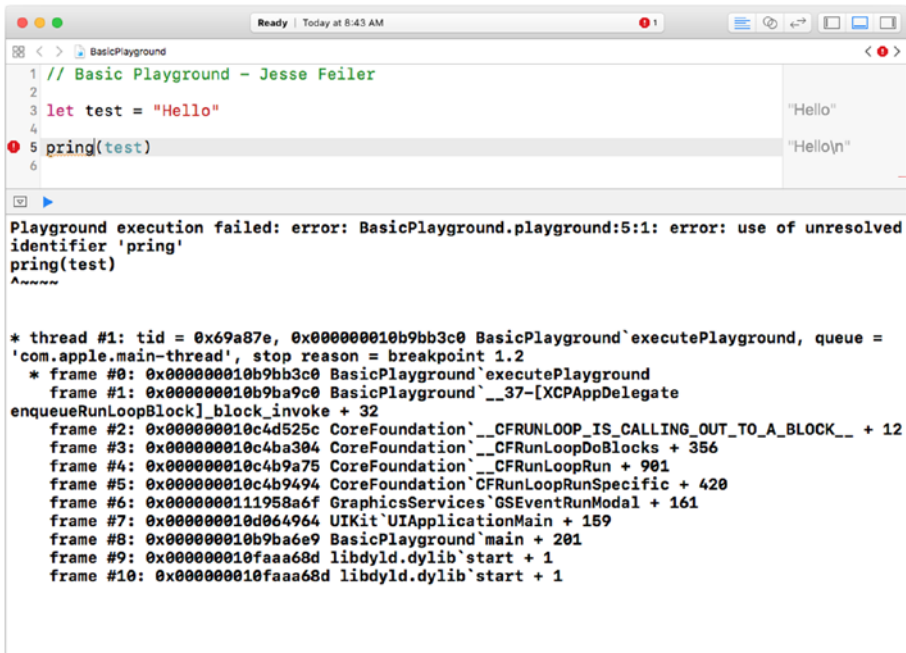 Ready | Today at 8:43 AM
1
BasicPlayground
1 // Basic Playground – Jesse Feiler
2
3 let test = "Hello"
"Hello"
4
5 pring(test)
"Hello\n"
6
Playground execution failed: error: BasicPlayground.playground:5:1: error: use of unresolved
identifier 'pring'
pring(test)
^~~~~
* thread #1: tid = 0x69a87e, 0x000000010b9bb3c0 BasicPlayground`executePlayground, queue =
'com.apple.main-thread', stop reason = breakpoint 1.2
* frame #0: 0x000000010b9bb3c0 BasicPlayground`executePlayground
frame #1: 0x000000010b9ba9c0 BasicPlayground`__37-[XCPAppDelegate
enqueueRunLoopBlock]_block_invoke + 32
frame #2: 0x000000010c4d525c CoreFoundation`__CFRUNLOOP_IS_CALLING_OUT_TO_A_BLOCK__ + 12
frame #3: 0x000000010c4ba304 CoreFoundation`__CFRunLoopDoBlocks + 356
frame #4: 0x000000010c4b9a75 CoreFoundation`__CFRunLoopRun + 901
frame #5: 0x000000010c4b9494 CoreFoundation`CFRunLoopRunSpecific + 420
frame #6: 0x0000000111958a6f GraphicsServices`GSEventRunModal + 161
frame #7: 0x000000010d064964 UIKit`UIApplicationMain + 159
frame #8: 0x000000010b9ba6e9 BasicPlayground`main + 201
frame #9: 0x000000010faaa68d libdyld.dylib`start + 1
frame #10: 0x000000010faaa68d libdyld.dylib`start + 1